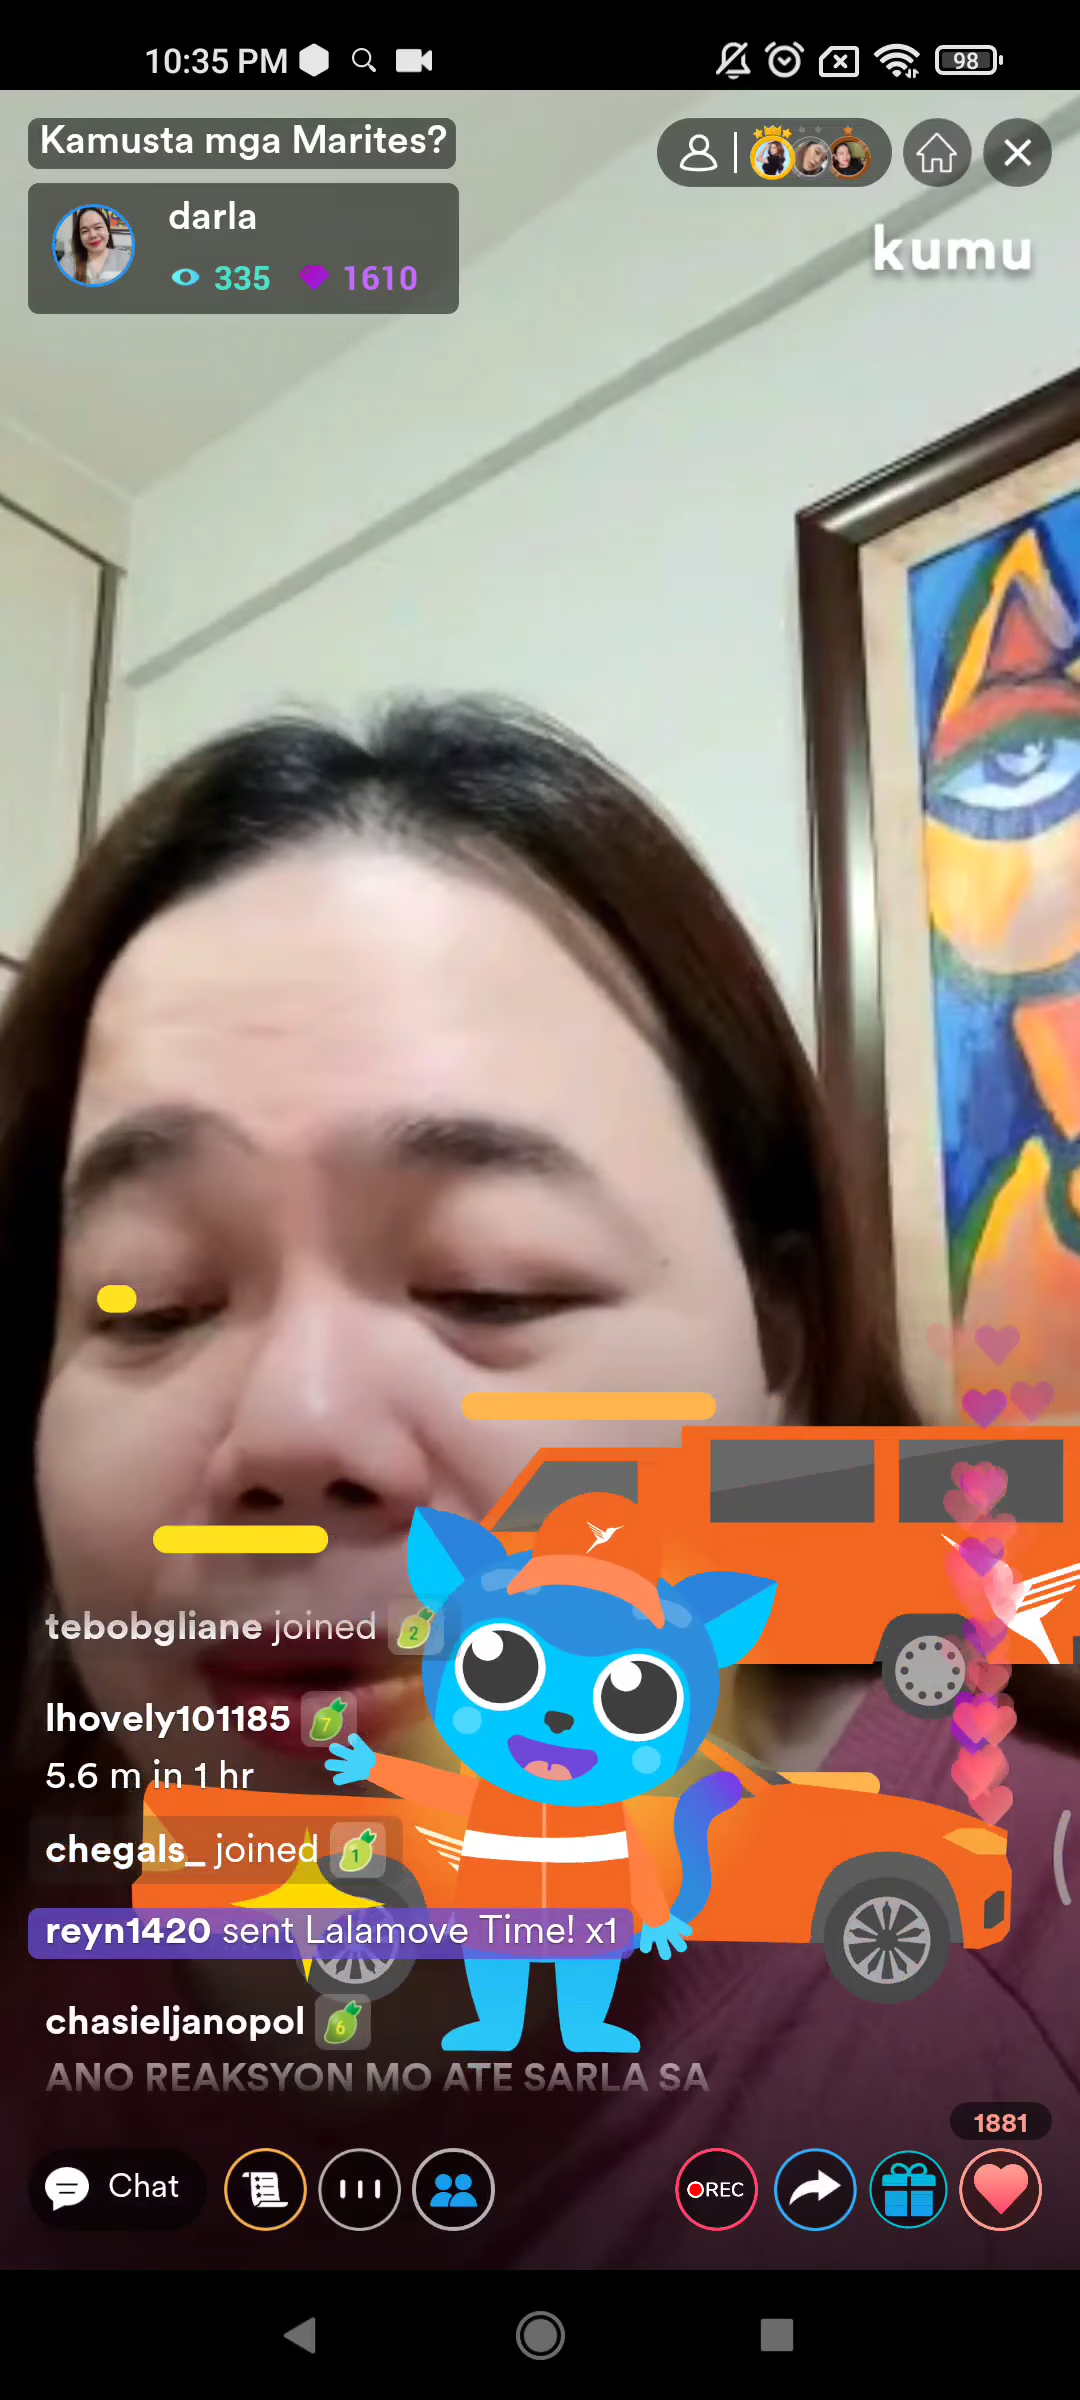 10:35 PM
98
Kamusta mga Marites?
darla
335 1610
kumu
tebobgliane joined 2
lhovely101185 7
5.6 m in 1 hr
chegals_ joined 1
reyn1420 sent Lalamove Time! x1
chasieljanopol 6
ANO REAKSYON MO ATE SARLA SA
1881
Chat
REC